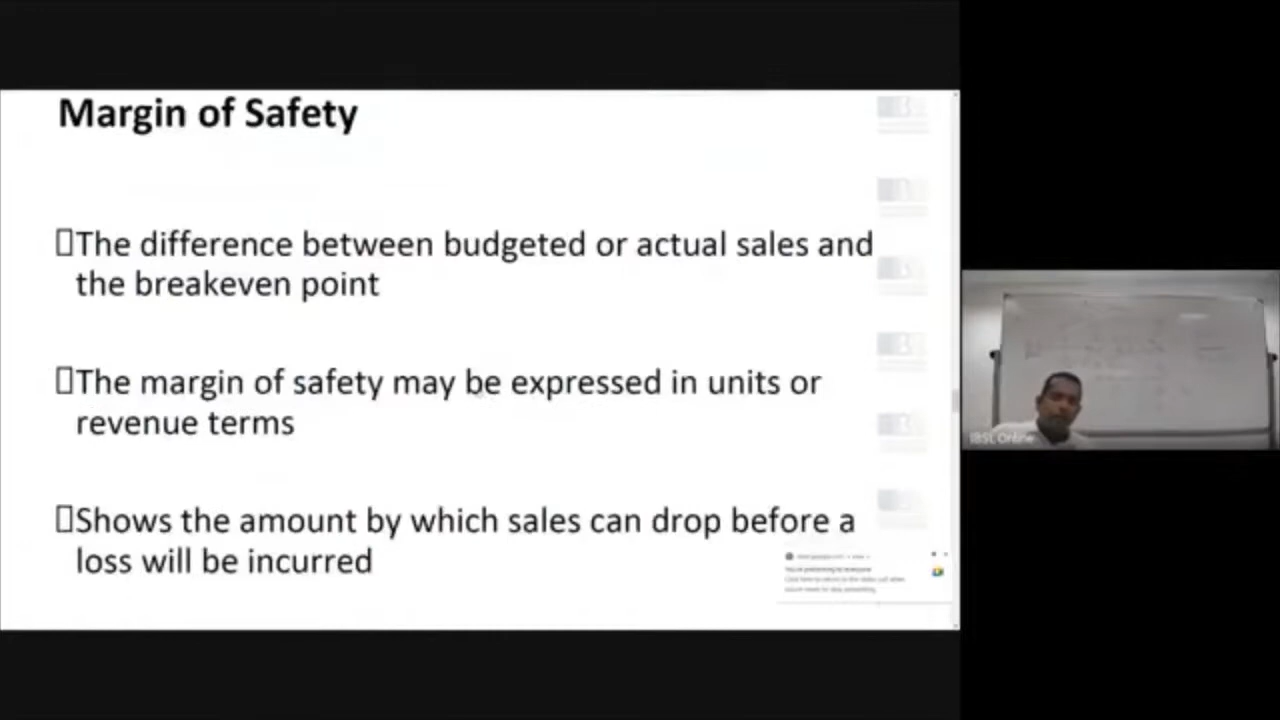 Margin of Safety
The difference between budgeted or actual sales and
the breakeven point
The margin of safety may be expressed in units or
revenue terms
Shows the amount by which sales can drop before a
loss will be incurred
IBSL Online